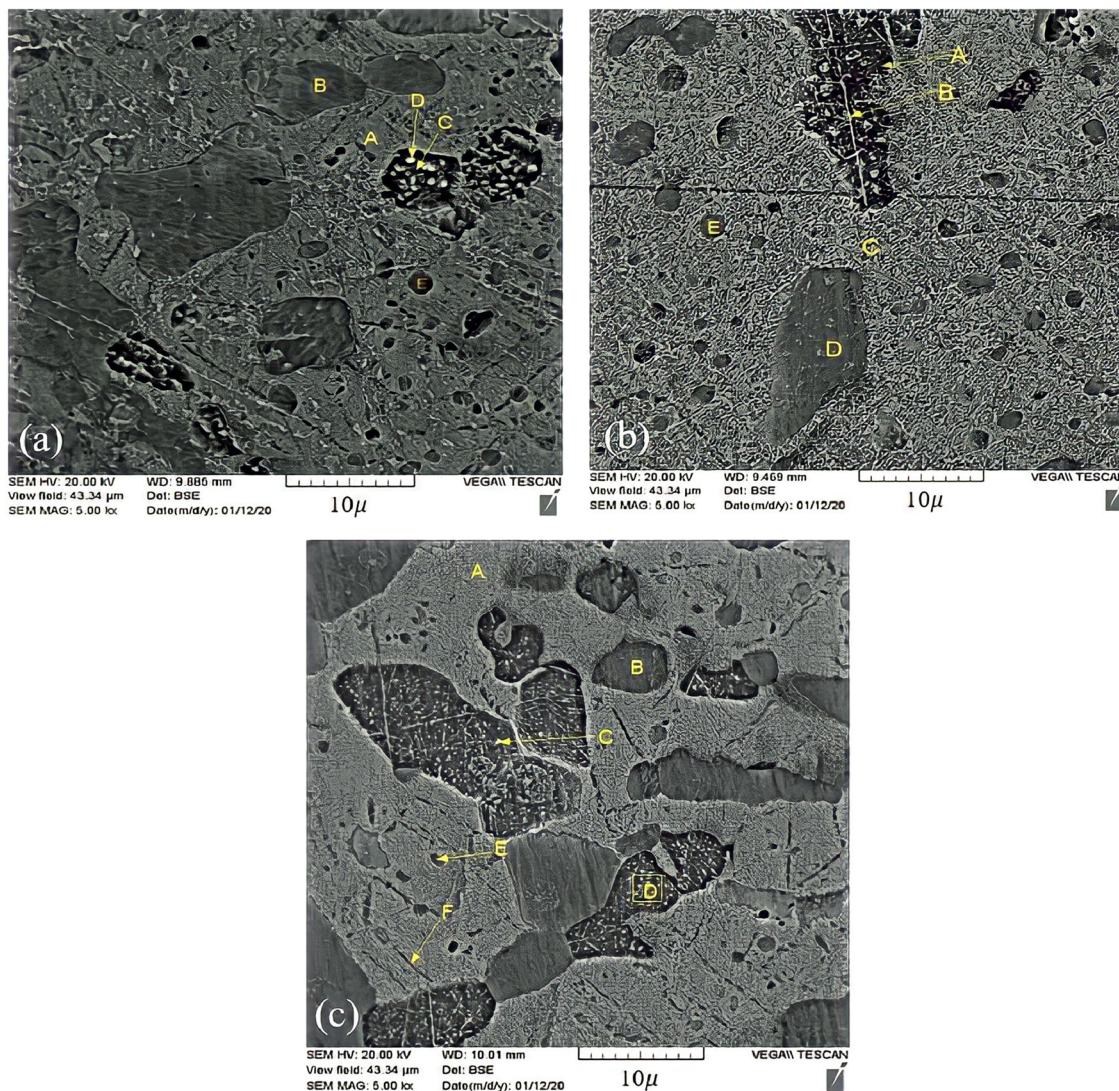 B
D
C
A
E
(a)
SEM HV: 20.00 kV WD: 9.886 mm
View field: 43.34 µm Det: BSE
SEM MAG: 5.00 kx Date(m/d/y): 01/12/20
10µ
VEGA\\ TESCAN
A
B
E
C
D
(b)
SEM HV: 20.00 kV WD: 9.469 mm
View field: 43.34 µm Det: BSE
SEM MAG: 5.00 kx Date(m/d/y): 01/12/20
10µ
VEGA\\ TESCAN
A
B
C
E
D
F
(c)
SEM HV: 20.00 kV WD: 10.01 mm
View field: 43.34 µm Det: BSE
SEM MAG: 5.00 kx Date(m/d/y): 01/12/20
10µ
VEGA\\ TESCAN